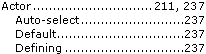 Actor..............................211, 237
Auto-select.........................237
Default................................237
Defining..............................237